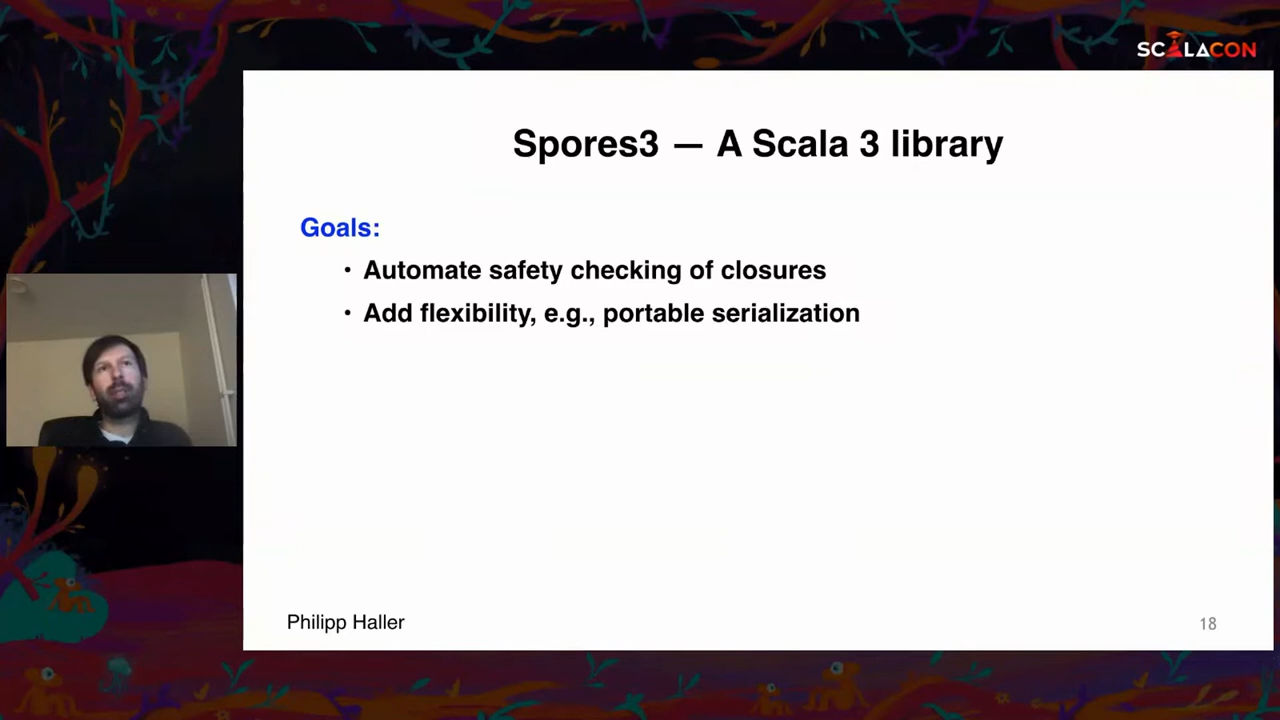 SCALACON
Spores3 — A Scala 3 library
Goals:
• Automate safety checking of closures
• Add flexibility, e.g., portable serialization
Philipp Haller
18